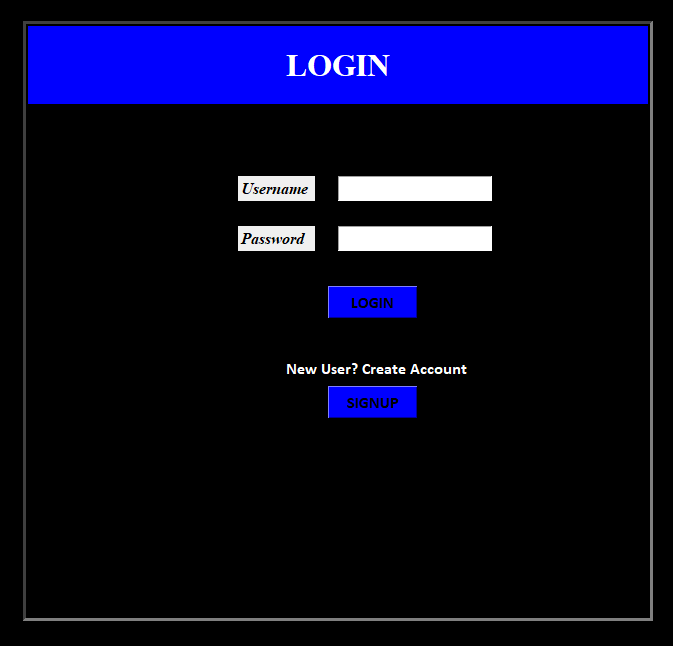 LOGIN
Username
Password
LOGIN
New User? Create Account
SIGNUP